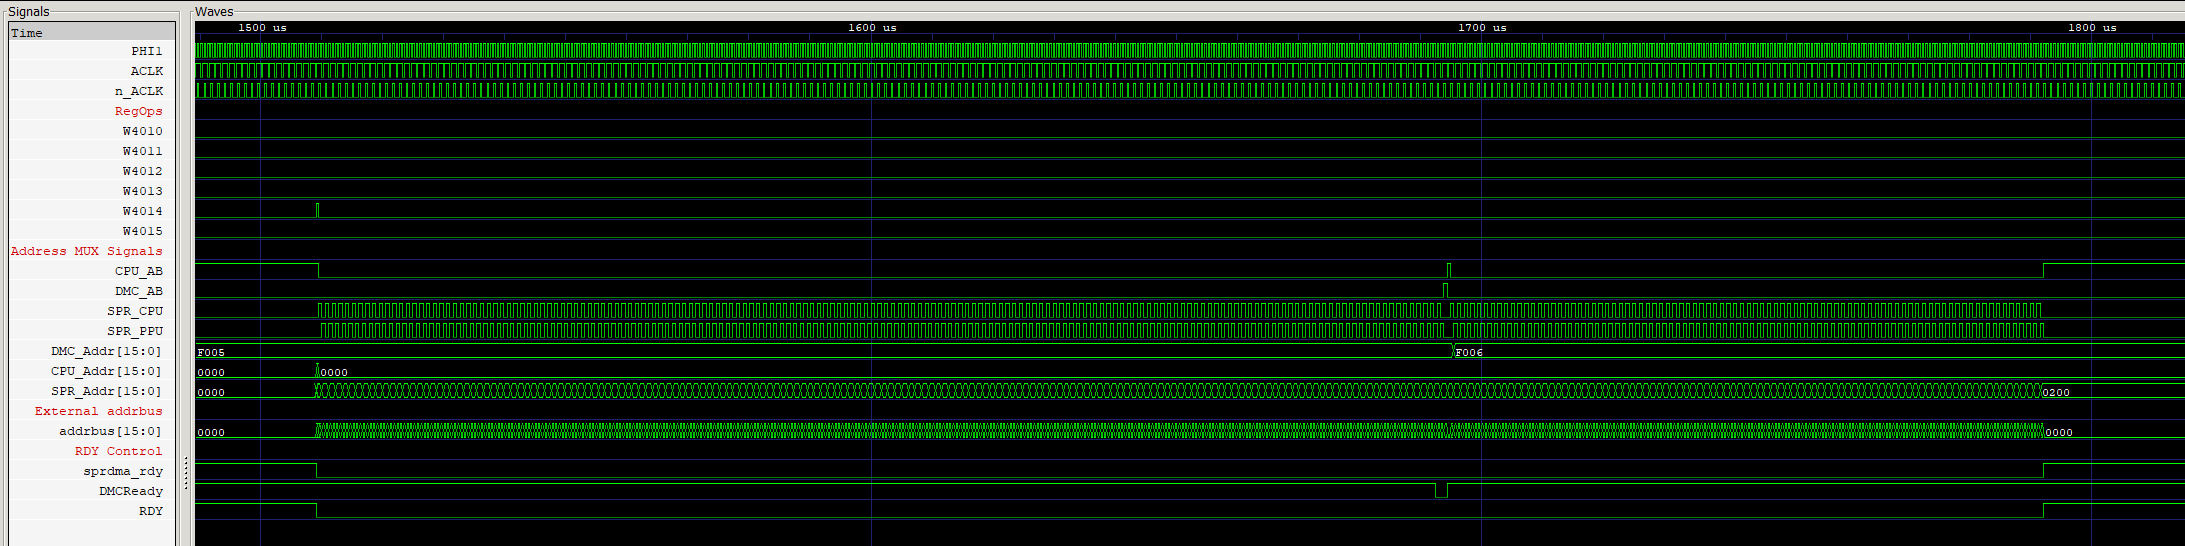 Signals
Waves
Time
1500 us
1600 us
1700 us
1800 us
PHI1
ACLK
n_ACLK
RegOps
W4010
W4011
W4012
W4013
W4014
W4015
Address MUX Signals
CPU_AB
DMC_AB
SPR_CPU
SPR_PPU
DMC_Addr[15:0]
F005
F006
CPU_Addr[15:0]
0000
0000
SPR_Addr[15:0]
0000
0200
External addrbus
addrbus[15:0]
0000
0000
RDY Control
sprdma_rdy
DMCReady
RDY